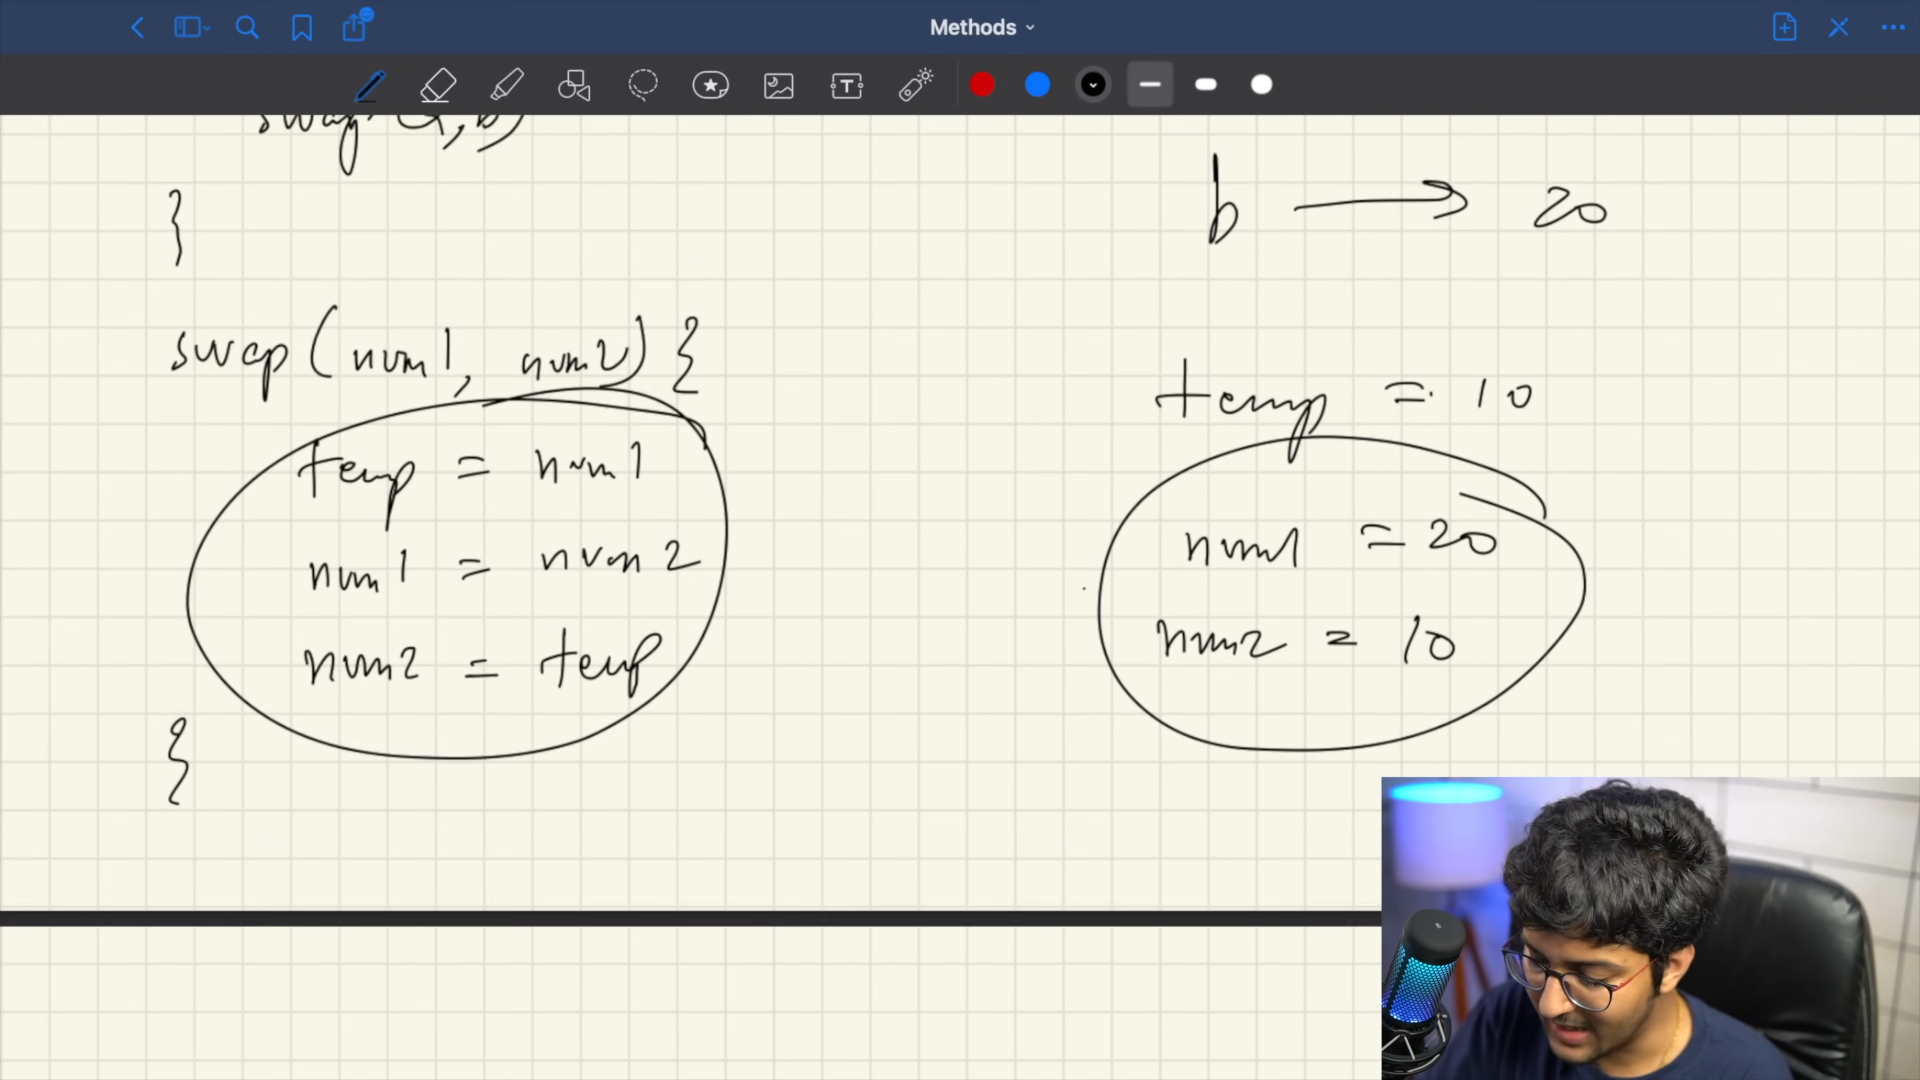 Methods
swap(a,b)
}
b → 20
swap(num1, num2) {
temp = 10
temp = num1
num1 = num2
num1 = 20
num2 = temp
num2 = 10
}